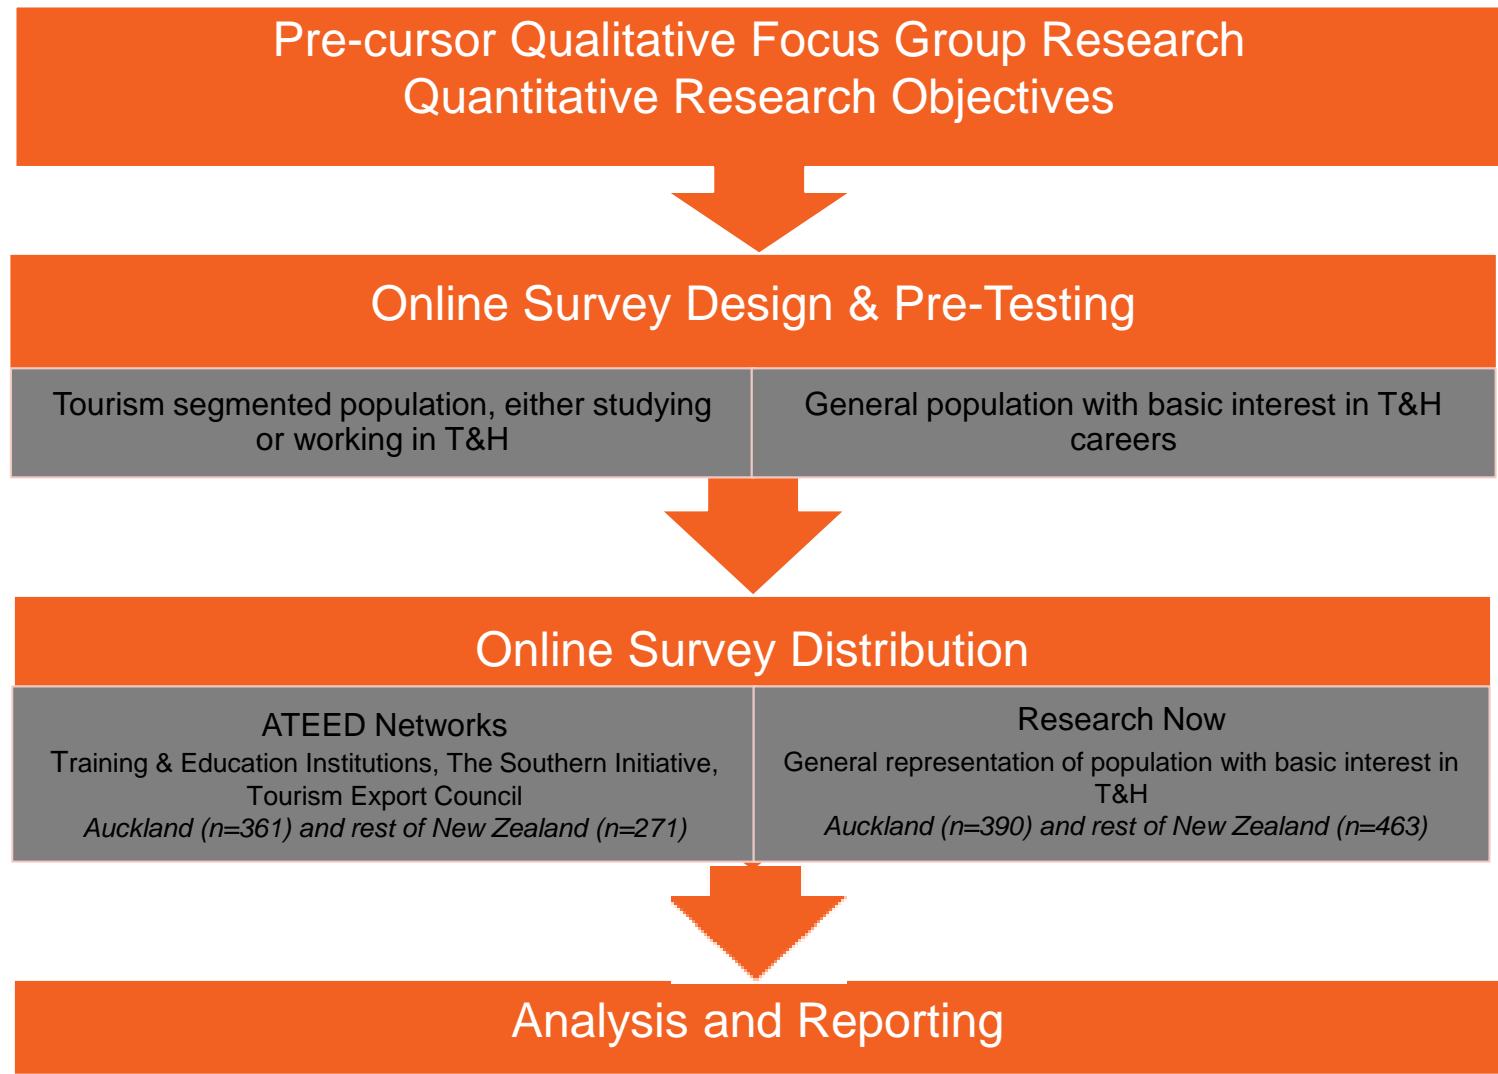 Pre-cursor Qualitative Focus Group Research
Quantitative Research Objectives
Online Survey Design & Pre-Testing
Tourism segmented population, either studying
or working in T&H
General population with basic interest in T&H
careers
Online Survey Distribution
ATEED Networks
Training & Education Institutions, The Southern Initiative,
Tourism Export Council
Auckland (n=361) and rest of New Zealand (n=271)
Research Now
General representation of population with basic interest in
T&H
Auckland (n=390) and rest of New Zealand (n=463)
Analysis and Reporting